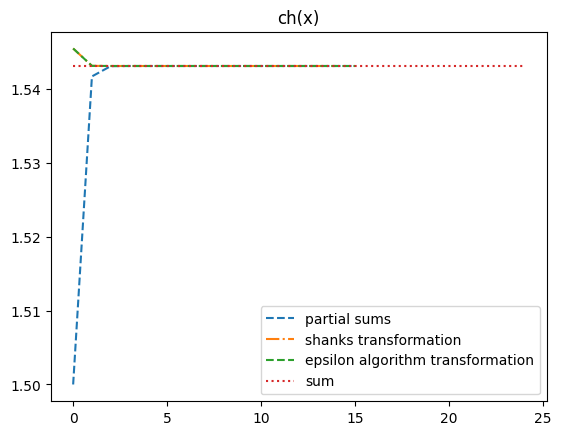 ch(x)
1.54
1.53
1.52
1.51
1.50
0 5 10 15 20 25
partial sums
shanks transformation
epsilon algorithm transformation
sum